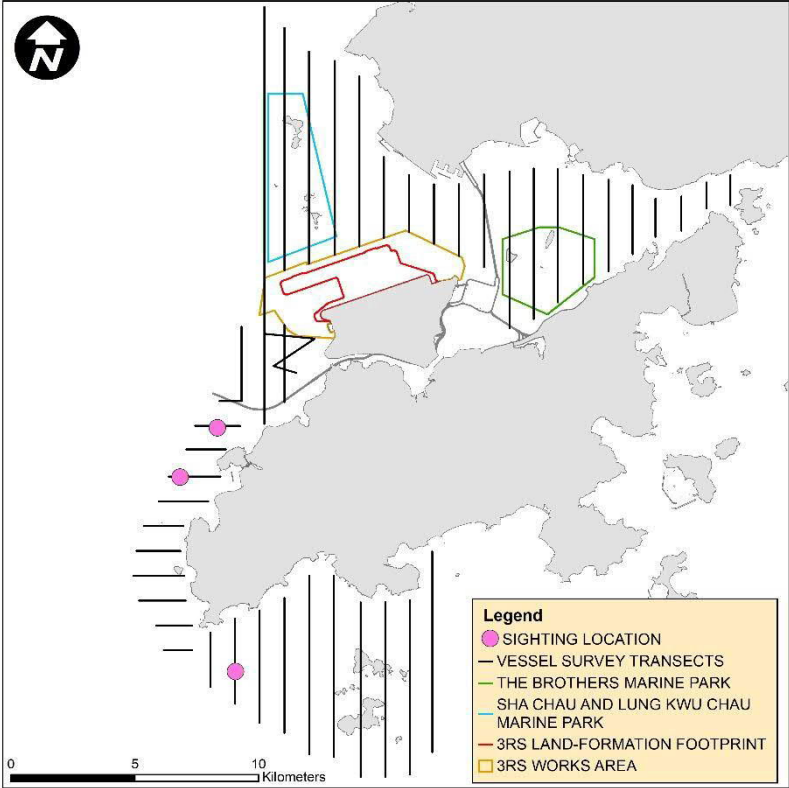 N
Legend
SIGHTING LOCATION
VESSEL SURVEY TRANSECTS
THE BROTHERS MARINE PARK
SHA CHAU AND LUNG KWU CHAU
MARINE PARK
3RS LAND-FORMATION FOOTPRINT
3RS WORKS AREA
0 5 10
Kilometers